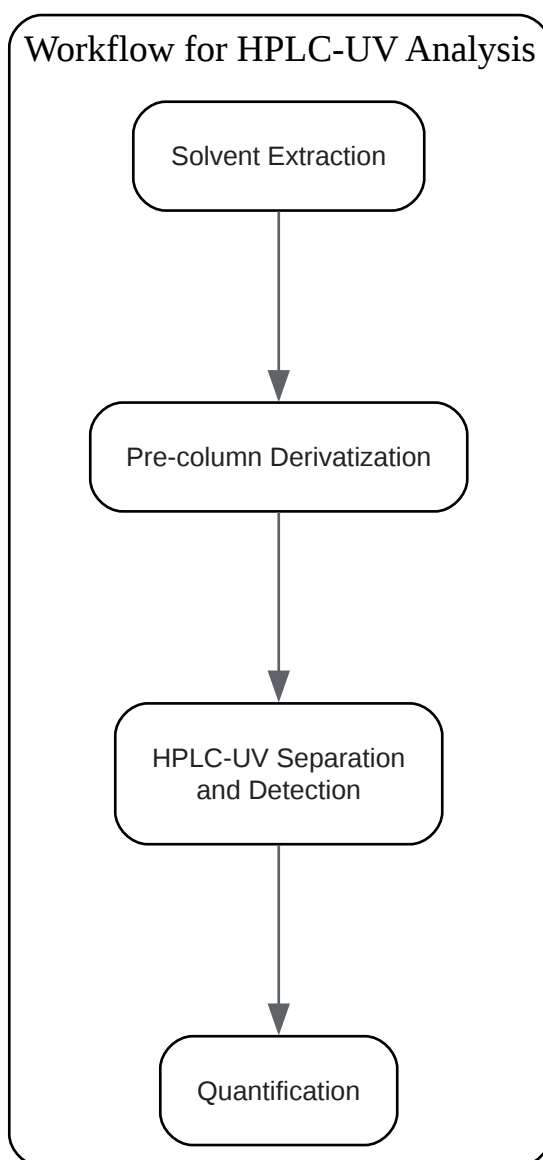 Workflow for HPLC-UV Analysis
Solvent Extraction
Pre-column Derivatization
HPLC-UV Separation
and Detection
Quantification